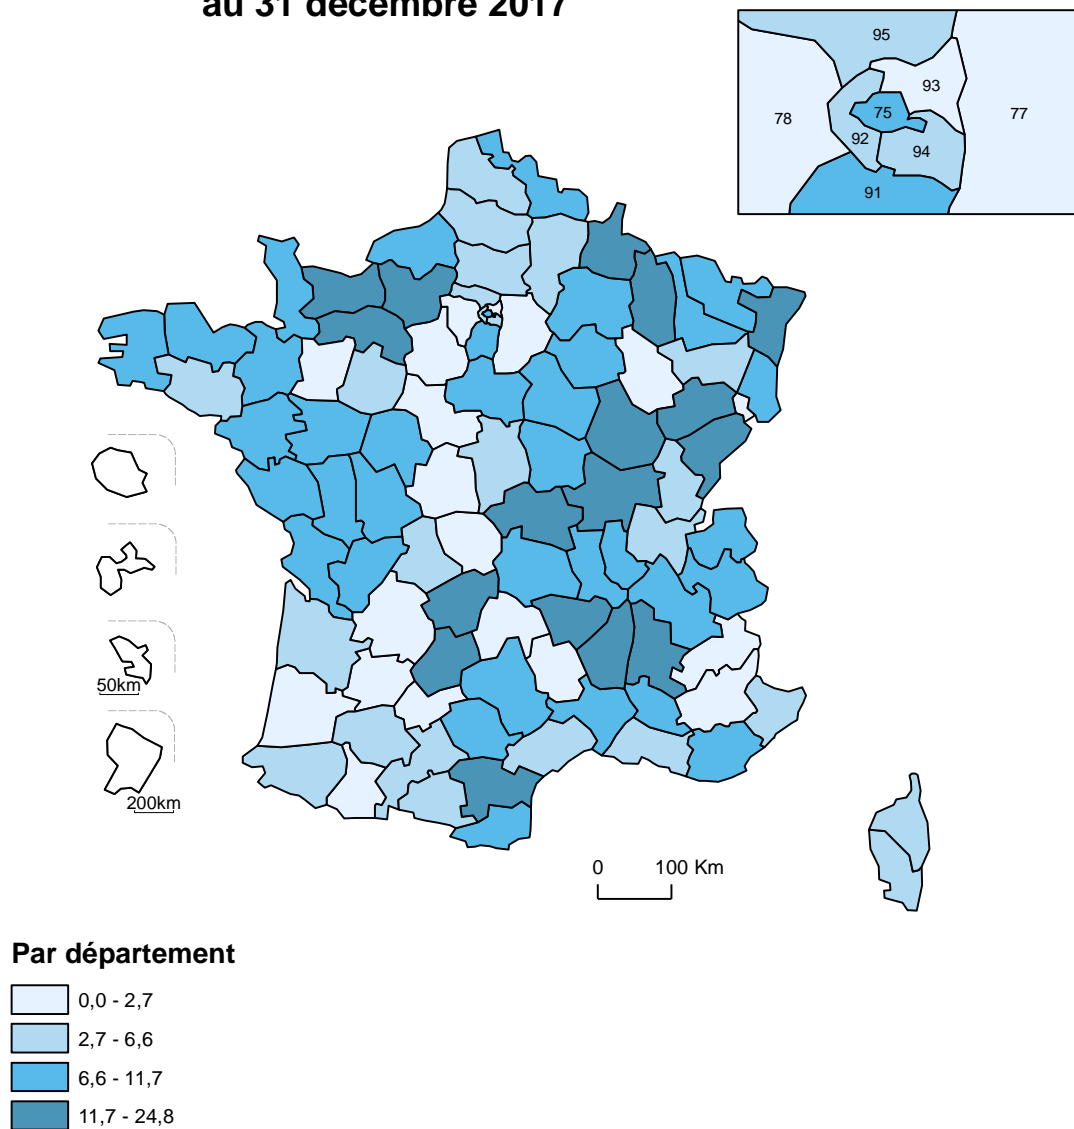 au 31 décembre 2017
95
93
78
75
77
92
94
91
50km
200km
0 100 Km
Par département
0,0 - 2,7
2,7 - 6,6
6,6 - 11,7
11,7 - 24,8